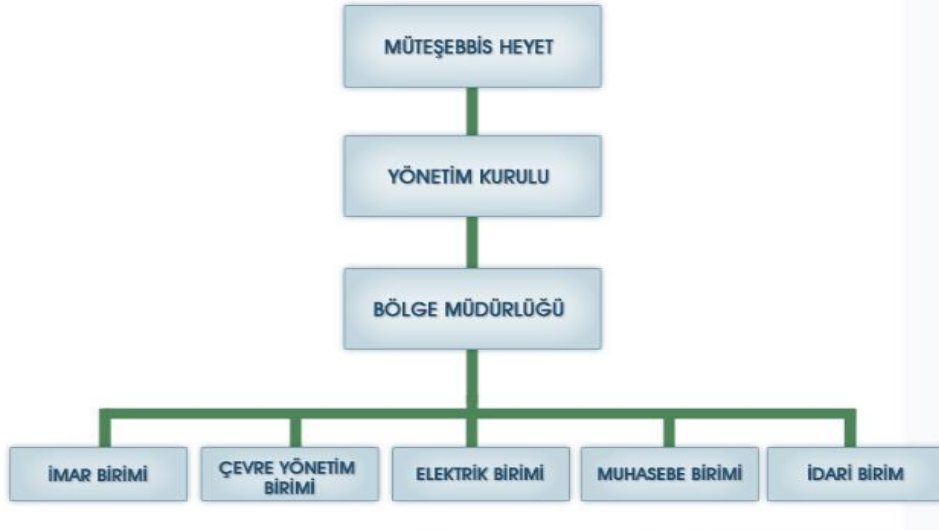 MÜTEŞEBBİS HEYET
YÖNETİM KURULU
BÖLGE MÜDÜRLÜĞÜ
İMAR BİRİMİ
ÇEVRE YÖNETİM
BİRİMİ
ELEKTRİK BİRİMİ
MUHASEBE BİRİMİ
İDARİ BİRİM